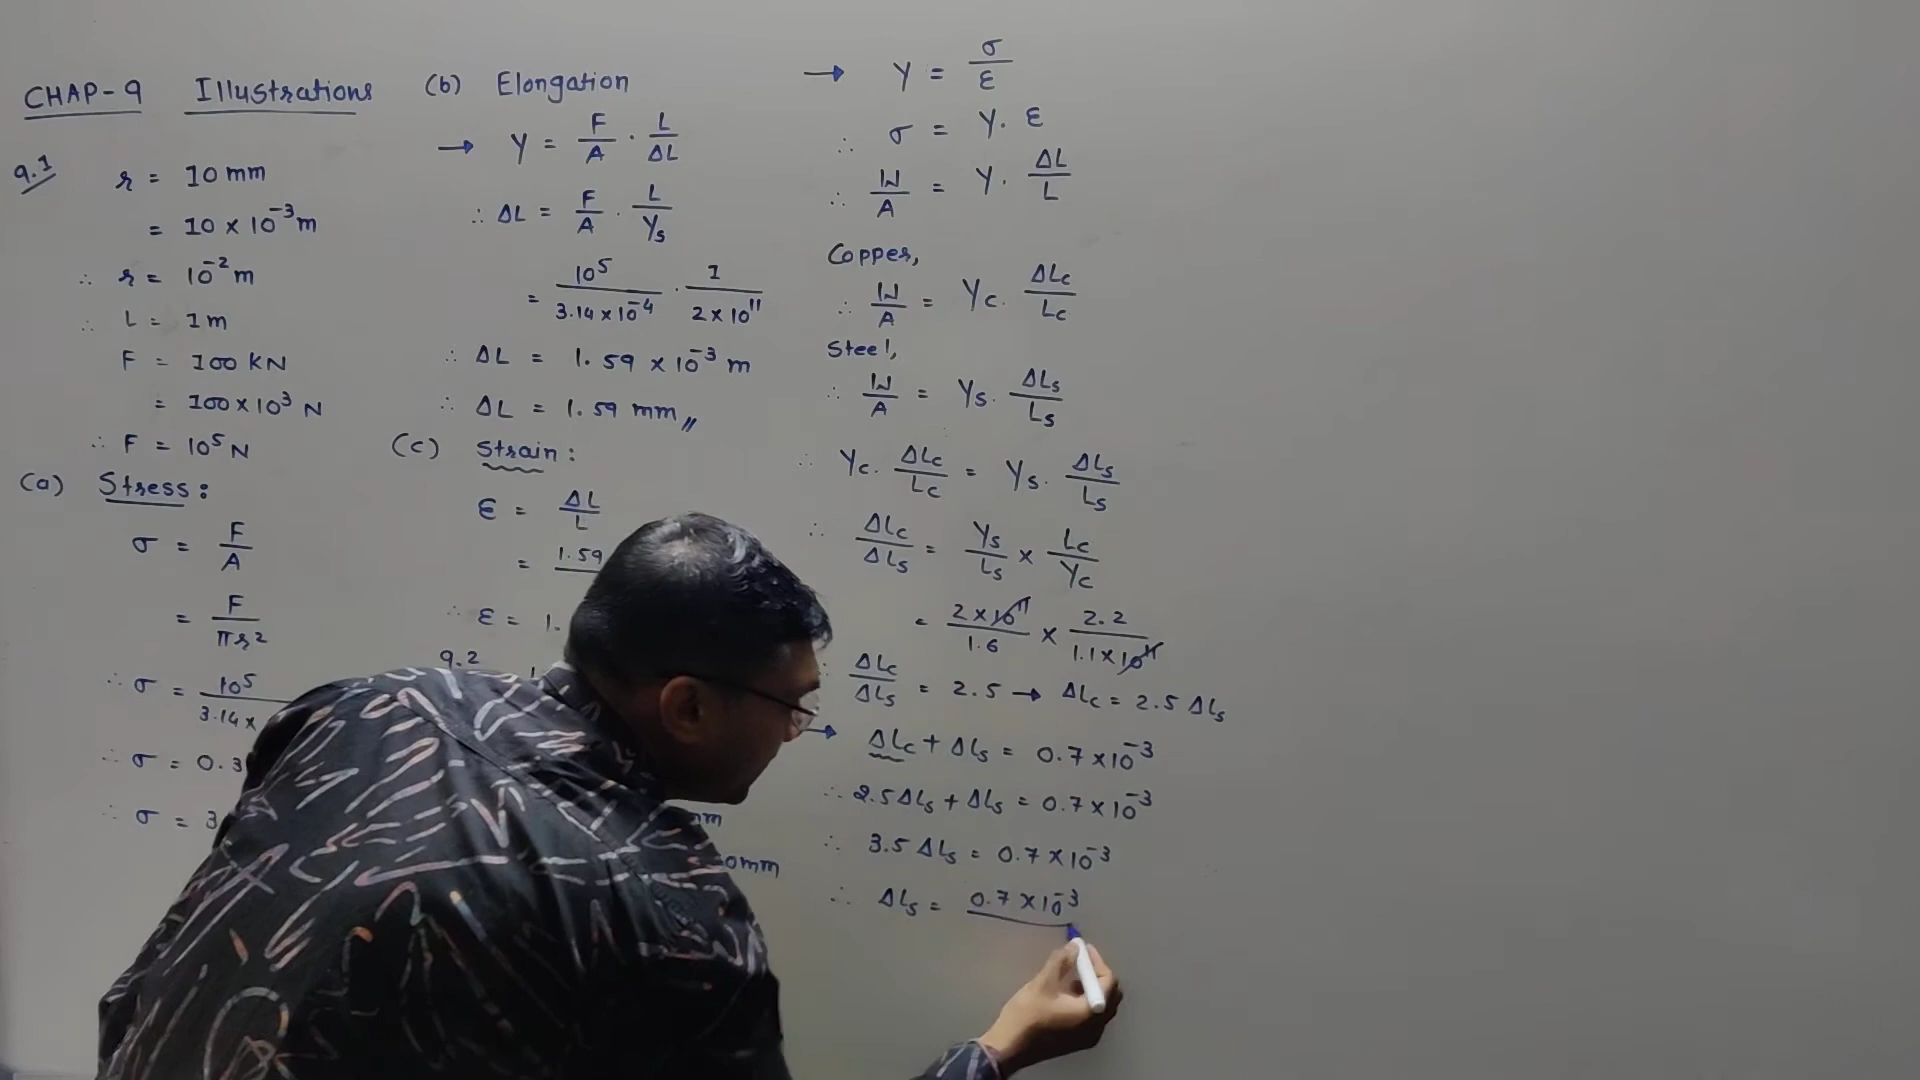 CHAP-9 Illustrations
9.1 r = 10 mm
= 10 × 10⁻³ m
∴ r = 10⁻² m
∴ L = 1 m
F = 100 KN
= 100 × 10³ N
∴ F = 10⁵ N
(a) Stress:
σ = F/A
= F/πr²
∴ σ = 10⁵/3.14 ×
∴ σ = 0.3
∴ σ = 3
(b) Elongation
→ Y = F/A · L/ΔL
∴ ΔL = F/A · L/Ys
= 10⁵/3.14 × 10⁻⁴ · 1/2 × 10¹¹
∴ ΔL = 1.59 × 10⁻³ m
∴ ΔL = 1.59 mm //
(c) Strain:
ε = ΔL/L
= 1.59
∴ ε = 1.
9.2
mm
0mm
→ Y = σ/ε
∴ σ = Y. ε
∴ W/A = Y. ΔL/L
Copper,
∴ W/A = Yc. ΔLc/Lc
Steel,
∴ W/A = Ys. ΔLs/Ls
∴ Yc. ΔLc/Lc = Ys. ΔLs/Ls
∴ ΔLc/ΔLs = Ys/Ls × Lc/Yc
= 2 × 10¹¹/1.6 × 2.2/1.1 × 10¹¹
∴ ΔLc/ΔLs = 2.5 → ΔLc = 2.5 ΔLs
→ ΔLc + ΔLs = 0.7 × 10⁻³
∴ 2.5 ΔLs + ΔLs = 0.7 × 10⁻³
∴ 3.5 ΔLs = 0.7 × 10⁻³
∴ ΔLs = 0.7 × 10⁻³